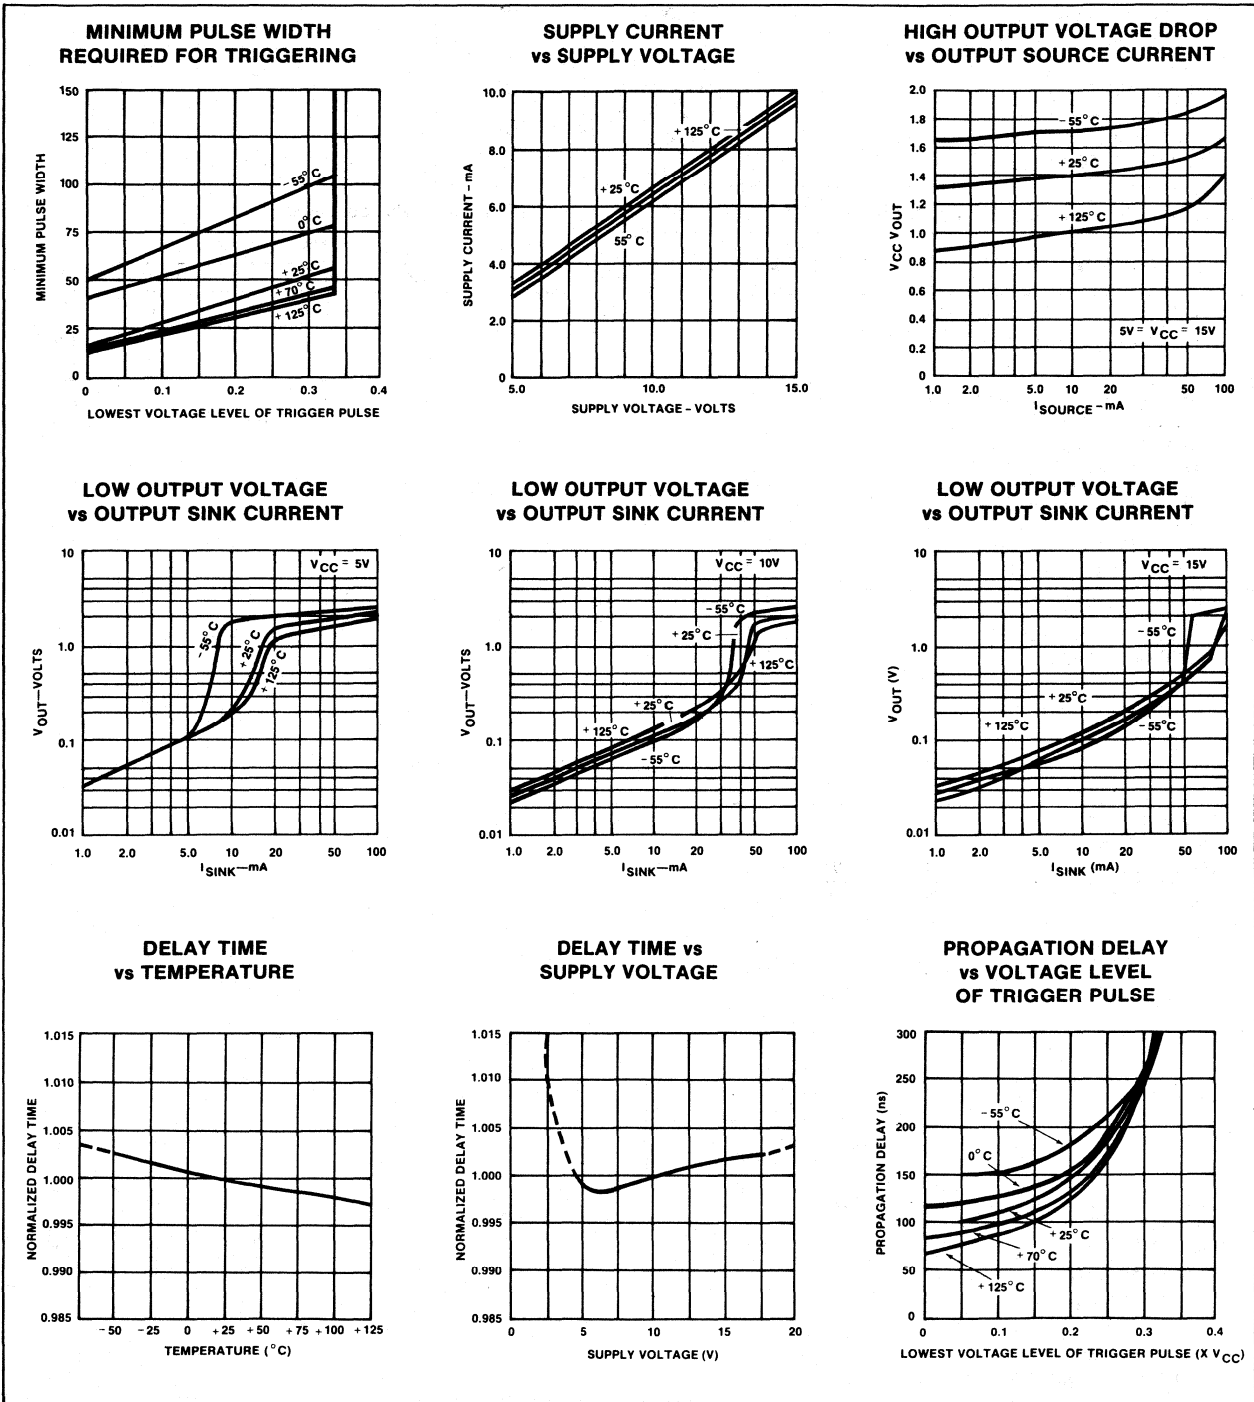 MINIMUM PULSE WIDTH
REQUIRED FOR TRIGGERING
150
125
100
75
50
25
0
MINIMUM PULSE WIDTH
-55°C
0°C
+25°C
+70°C
+125°C
0 0.1 0.2 0.3 0.4
LOWEST VOLTAGE LEVEL OF TRIGGER PULSE
SUPPLY CURRENT
vs SUPPLY VOLTAGE
10.0
8.0
6.0
4.0
2.0
0
SUPPLY CURRENT - mA
+125°C
+25°C
55°C
5.0 10.0 15.0
SUPPLY VOLTAGE - VOLTS
HIGH OUTPUT VOLTAGE DROP
vs OUTPUT SOURCE CURRENT
2.0
1.8
1.6
1.4
1.2
1.0
0.8
0.6
0.4
0.2
0
VCC VOUT
-55°C
+25°C
+125°C
5V= VCC = 15V
1.0 2.0 5.0 10 20 50 100
ISOURCE - mA
LOW OUTPUT VOLTAGE
vs OUTPUT SINK CURRENT
10
1.0
0.1
0.01
VOUT—VOLTS
VCC = 5V
-55°C
+25°C
+125°C
1.0 2.0 5.0 10 20 50 100
ISINK—mA
LOW OUTPUT VOLTAGE
vs OUTPUT SINK CURRENT
10
1.0
0.1
0.01
VOUT—VOLTS
VCC = 10V
-55°C
+25°C
+125°C
+25°C
+125°C
-55°C
1.0 2.0 5.0 10 20 50 100
ISINK—mA
LOW OUTPUT VOLTAGE
vs OUTPUT SINK CURRENT
10
1.0
0.1
0.01
VOUT (V)
VCC = 15V
-55°C
+25°C
+125°C
-55°C
1.0 2.0 5.0 10 20 50 100
ISINK (mA)
DELAY TIME
vs TEMPERATURE
1.015
1.010
1.005
1.000
0.995
0.990
0.985
NORMALIZED DELAY TIME
-50 -25 0 +25 +50 +75 +100 +125
TEMPERATURE (°C)
DELAY TIME vs
SUPPLY VOLTAGE
1.015
1.010
1.005
1.000
0.995
0.990
0.985
NORMALIZED DELAY TIME
0 5 10 15 20
SUPPLY VOLTAGE (V)
PROPAGATION DELAY
vs VOLTAGE LEVEL
OF TRIGGER PULSE
300
250
200
150
100
50
0
PROPAGATION DELAY (ns)
-55°C
0°C
+25°C
+70°C
+125°C
0 0.1 0.2 0.3 0.4
LOWEST VOLTAGE LEVEL OF TRIGGER PULSE (X VCC)